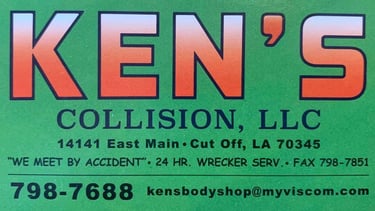 KEN'S
COLLISION, LLC
14141 East Main • Cut Off, LA 70345
"WE MEET BY ACCIDENT" • 24 HR. WRECKER SERV. • FAX 798-7851
798-7688 kensbodyshop@myviscom.com